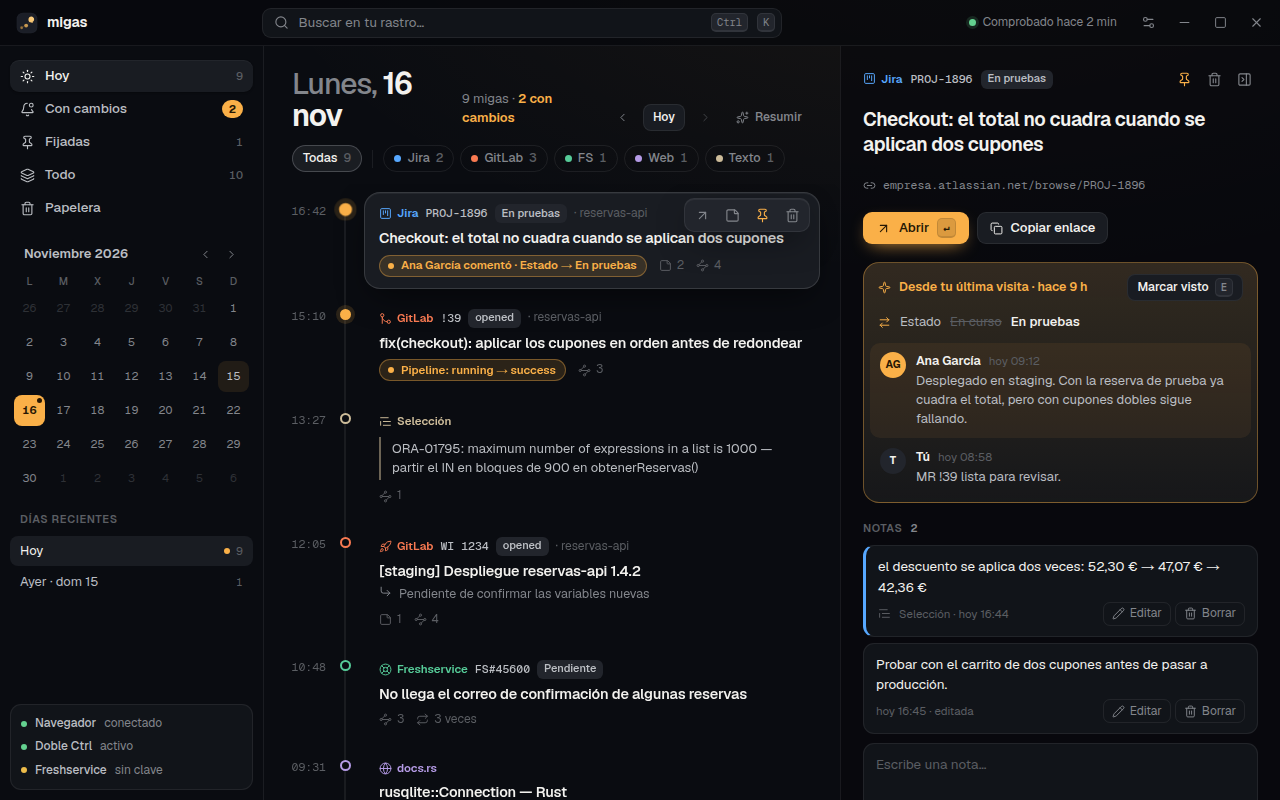 migas
Buscar en tu rastro…
Ctrl K
Comprobado hace 2 min
Hoy 9
Con cambios 2
Fijadas 1
Todo 10
Papelera
Noviembre 2026
L M X J V S D
26 27 28 29 30 31 1
2 3 4 5 6 7 8
9 10 11 12 13 14 15
16 17 18 19 20 21 22
23 24 25 26 27 28 29
30 1 2 3 4 5 6
DÍAS RECIENTES
Hoy 9
Ayer · dom 15 1
Navegador conectado
Doble Ctrl activo
Freshservice sin clave
Lunes, 16
nov
9 migas · 2 con
cambios
Hoy
Resumir
Todas 9
Jira 2
GitLab 3
FS 1
Web 1
Texto 1
16:42
Jira PROJ-1896 En pruebas · reservas-api
Checkout: el total no cuadra cuando se aplican dos cupones
Ana García comentó · Estado → En pruebas 2 4
15:10
GitLab !39 opened · reservas-api
fix(checkout): aplicar los cupones en orden antes de redondear
Pipeline: running → success 3
13:27
Selección
ORA-01795: maximum number of expressions in a list is 1000 —
partir el IN en bloques de 900 en obtenerReservas()
1
12:05
GitLab WI 1234 opened · reservas-api
[staging] Despliegue reservas-api 1.4.2
Pendiente de confirmar las variables nuevas
1 4
10:48
Freshservice FS#45600 Pendiente
No llega el correo de confirmación de algunas reservas
3 3 veces
09:31
docs.rs
rusqlite::Connection — Rust
Jira PROJ-1896 En pruebas
Checkout: el total no cuadra cuando se
aplican dos cupones
empresa.atlassian.net/browse/PROJ-1896
Abrir ↵
Copiar enlace
Desde tu última visita · hace 9 h
Marcar visto E
Estado En curso En pruebas
AG
Ana García hoy 09:12
Desplegado en staging. Con la reserva de prueba ya
cuadra el total, pero con cupones dobles sigue
fallando.
T
Tú hoy 08:58
MR !39 lista para revisar.
NOTAS 2
el descuento se aplica dos veces: 52,30 € → 47,07 € →
42,36 €
Selección · hoy 16:44
Editar
Borrar
Probar con el carrito de dos cupones antes de pasar a
producción.
hoy 16:45 · editada
Editar
Borrar
Escribe una nota…